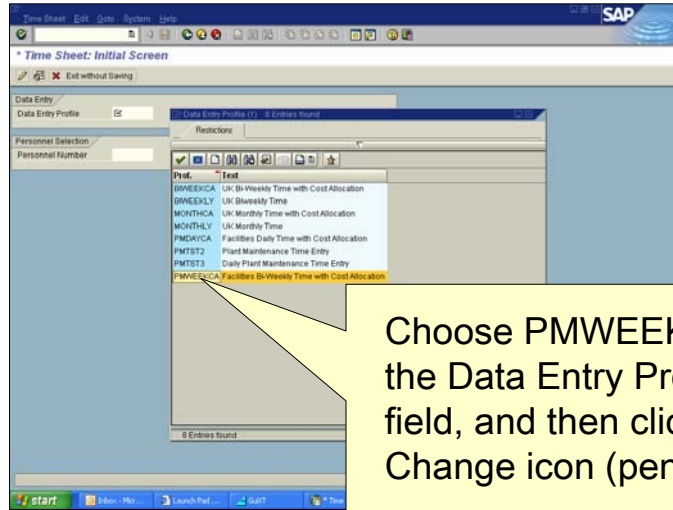 Time Sheet Edit Goto System Help
SAP
* Time Sheet: Initial Screen
Exit without Saving
Data Entry
Data Entry Profile
Personnel Selection
Personnel Number
Data Entry Profile (1) 8 Entries found
Restrictions
Prof. Text
BIWEEKCA UK Bi-Weekly Time with Cost Allocation
BIWEEKLY UK Biweekly Time
MONTHCA UK Monthly Time with Cost Allocation
MONTHLY UK Monthly Time
PMDAYCA Facilities Daily Time with Cost Allocation
PMTST2 Plant Maintenance Time Entry
PMTST3 Daily Plant Maintenance Time Entry
PMWEEKCA Facilities Bi-Weekly Time with Cost Allocation
8 Entries found
Choose PMWEEK
the Data Entry Pro
field, and then clic
Change icon (pen
start Inbox - Micr... Launch Pad ... GuiXT * Time